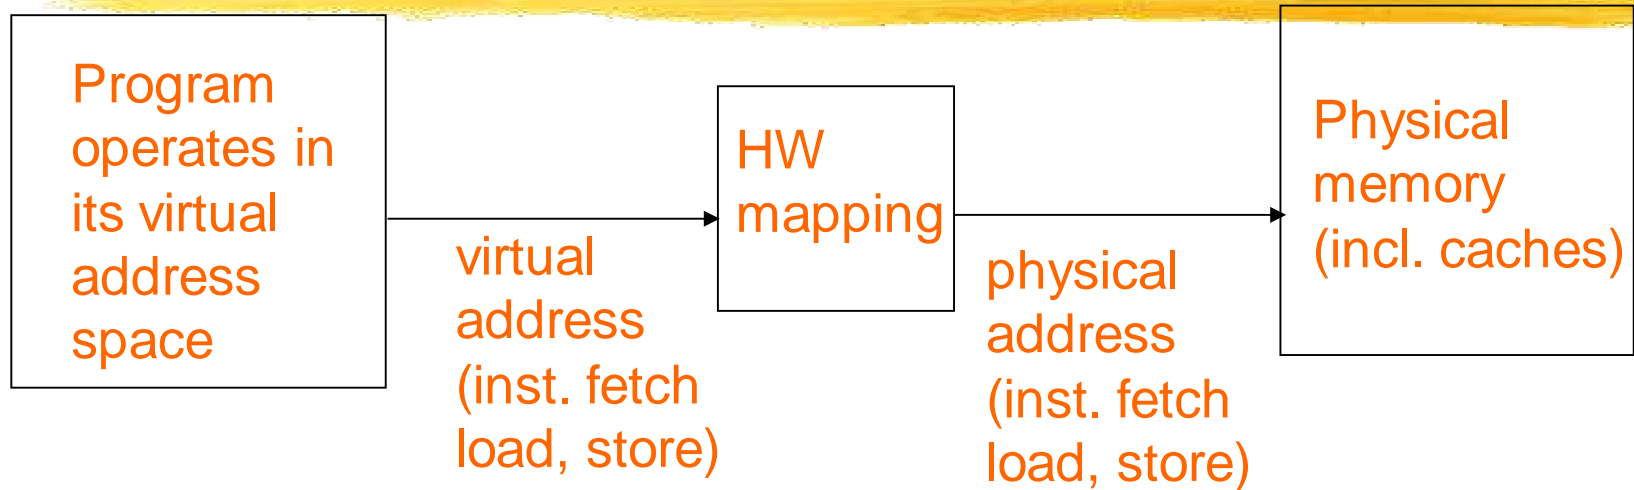 Program
operates in
its virtual
address
space
virtual
address
(inst. fetch
load, store)
HW
mapping
physical
address
(inst. fetch
load, store)
Physical
memory
(incl. caches)